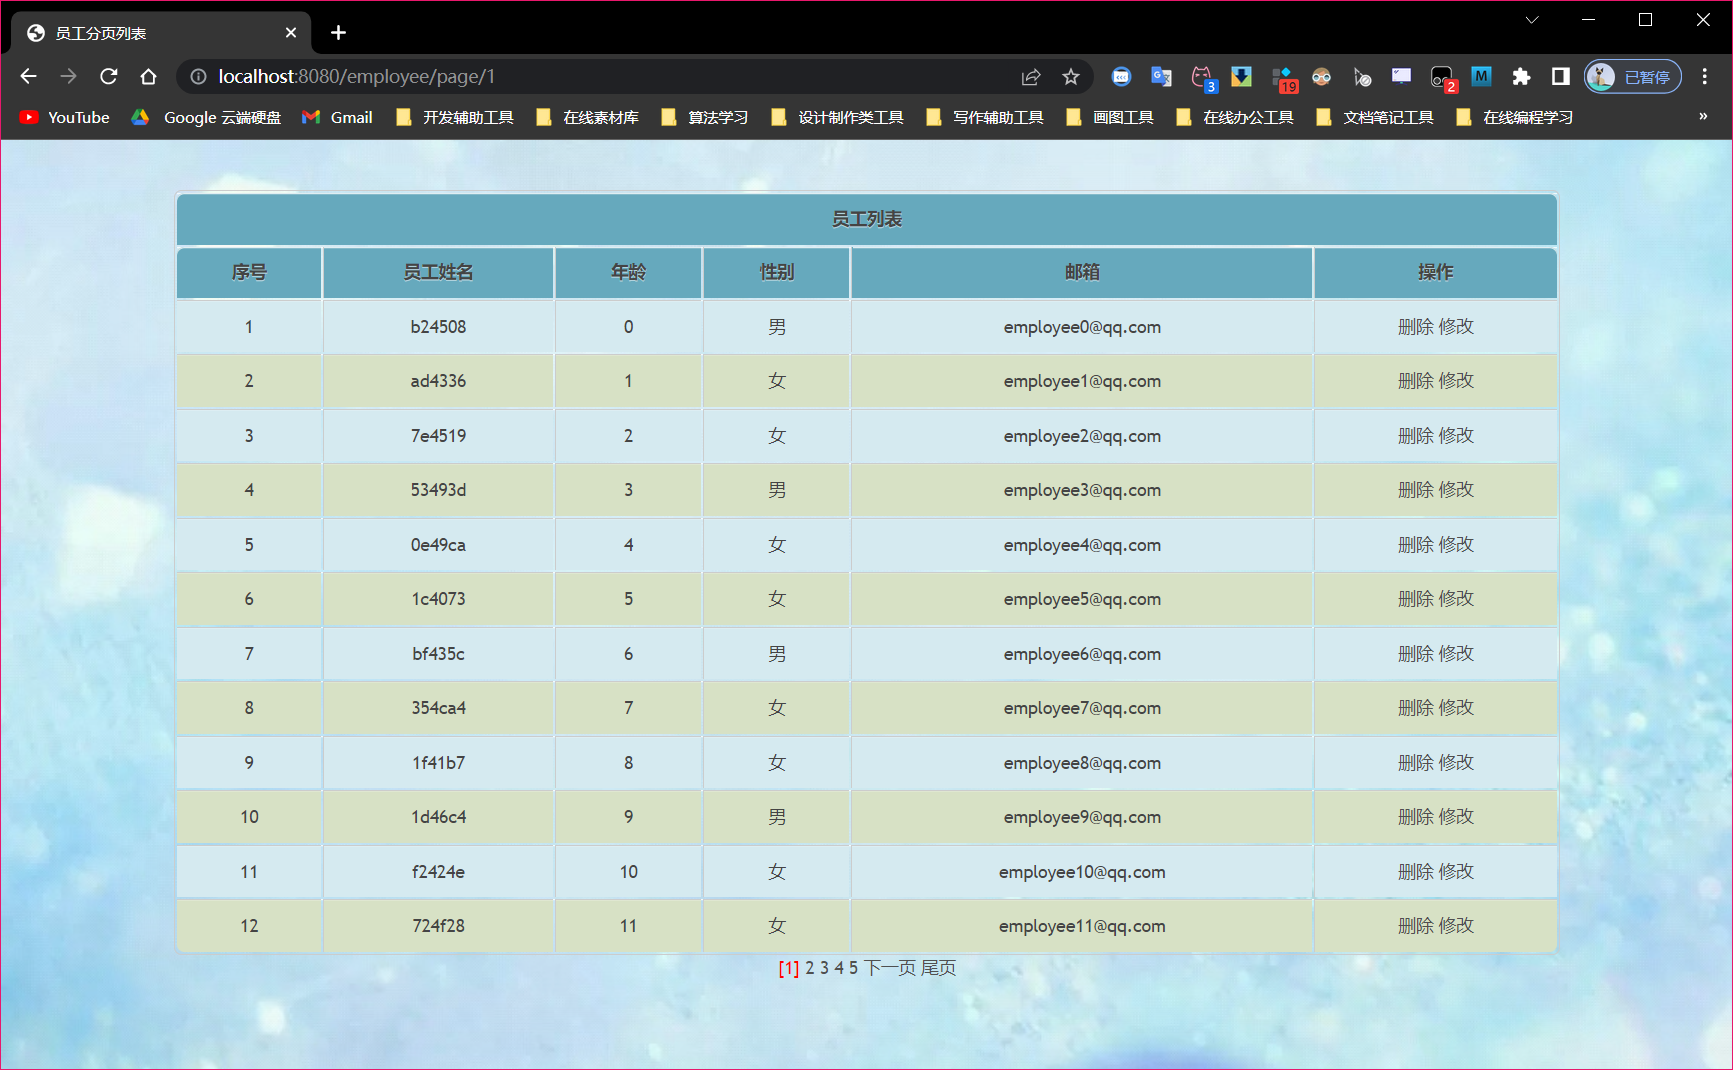 员工分页列表
localhost:8080/employee/page/1
3
19
2
M
已暂停
YouTube Google 云端硬盘 Gmail 开发辅助工具 在线素材库 算法学习 设计制作类工具 写作辅助工具 画图工具 在线办公工具 文档笔记工具 在线编程学习 »
员工列表
序号 员工姓名 年龄 性别 邮箱 操作
1 b24508 0 男 employee0@qq.com 删除 修改
2 ad4336 1 女 employee1@qq.com 删除 修改
3 7e4519 2 女 employee2@qq.com 删除 修改
4 53493d 3 男 employee3@qq.com 删除 修改
5 0e49ca 4 女 employee4@qq.com 删除 修改
6 1c4073 5 女 employee5@qq.com 删除 修改
7 bf435c 6 男 employee6@qq.com 删除 修改
8 354ca4 7 女 employee7@qq.com 删除 修改
9 1f41b7 8 女 employee8@qq.com 删除 修改
10 1d46c4 9 男 employee9@qq.com 删除 修改
11 f2424e 10 女 employee10@qq.com 删除 修改
12 724f28 11 女 employee11@qq.com 删除 修改
[1] 2 3 4 5 下一页 尾页